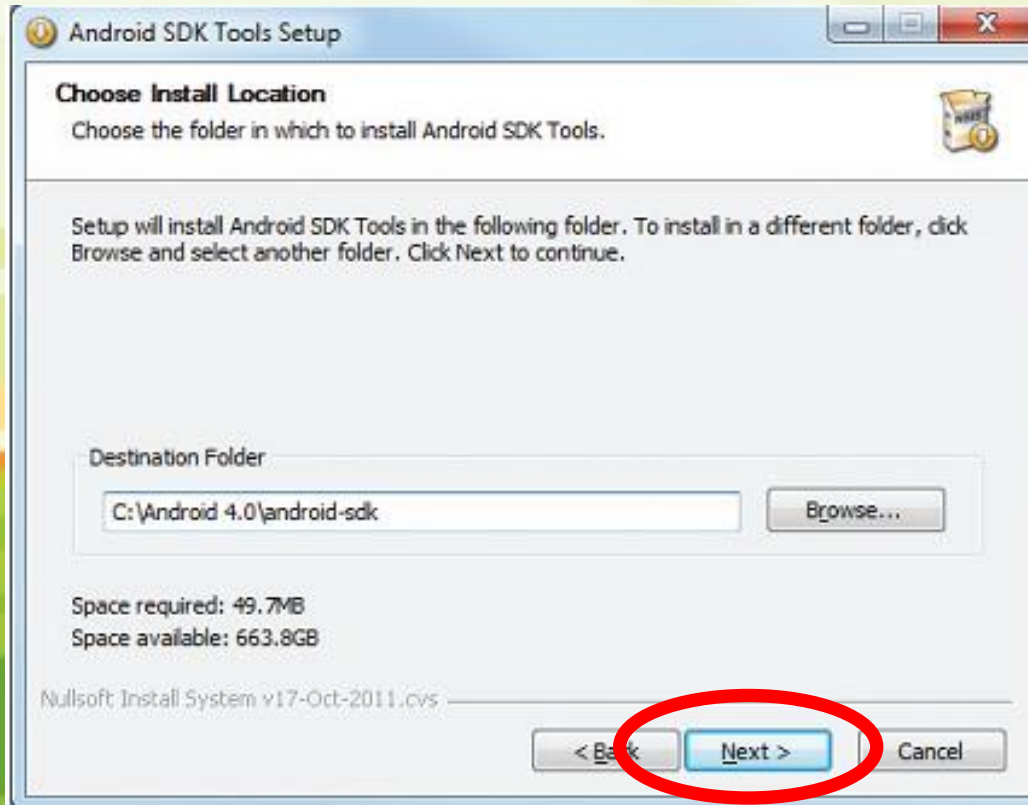 Android SDK Tools Setup
Choose Install Location
Choose the folder in which to install Android SDK Tools.
Setup will install Android SDK Tools in the following folder. To install in a different folder, click
Browse and select another folder. Click Next to continue.
Destination Folder
C:\Android 4.0\android-sdk
Browse...
Space required: 49.7MB
Space available: 663.8GB
Nullsoft Install System v17-Oct-2011.cvs
< Back
Next >
Cancel